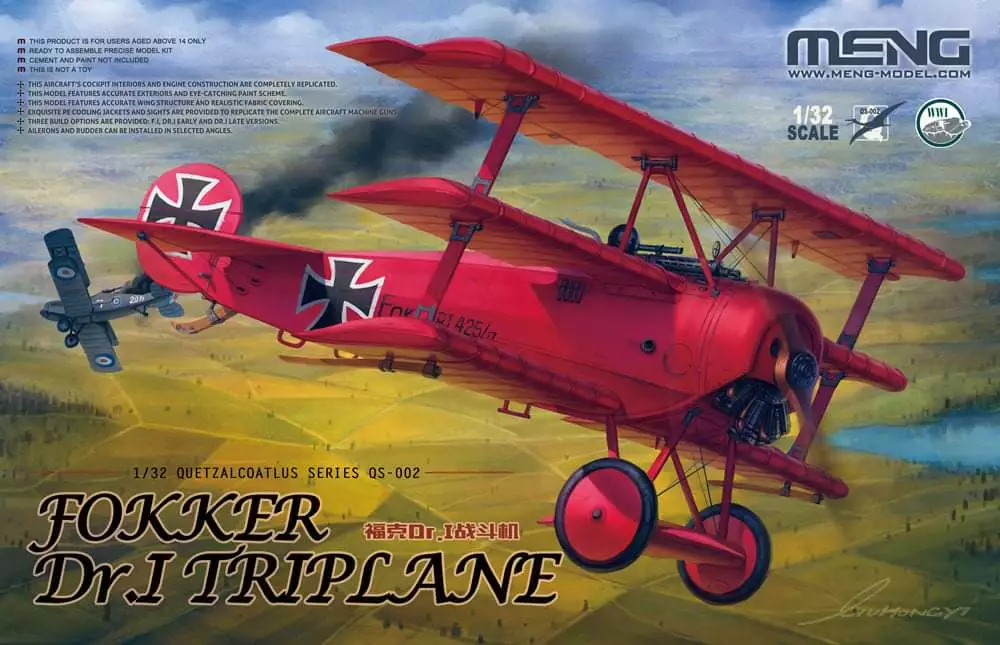 m THIS PRODUCT IS FOR USERS AGED ABOVE 14 ONLY
m READY TO ASSEMBLE PRECISE MODEL KIT
m CEMENT AND PAINT NOT INCLUDED
m THIS IS NOT A TOY
THIS AIRCRAFT'S COCKPIT INTERIORS AND ENGINE CONSTRUCTION ARE COMPLETELY REPLICATED.
THIS MODEL FEATURES ACCURATE EXTERIORS AND EYE-CATCHING PAINT SCHEME.
THIS MODEL FEATURES ACCURATE WING STRUCTURE AND REALISTIC FABRIC COVERING.
EXQUISITE PE COOLING JACKETS AND SIGHTS ARE PROVIDED TO REPLICATE THE COMPLETE AIRCRAFT MACHINE GUNS.
THREE BUILD OPTIONS ARE PROVIDED: F.I, DR.I EARLY AND DR.I LATE VERSIONS.
AILERONS AND RUDDER CAN BE INSTALLED IN SELECTED ANGLES.
MENG
WWW.MENG-MODEL.COM
1/32
SCALE
QS-002
WWI
Fok DR1 425/17
1/32 QUETZALCOATLUS SERIES QS-002
FOKKER
福克Dr.I战斗机
Dr.I TRIPLANE